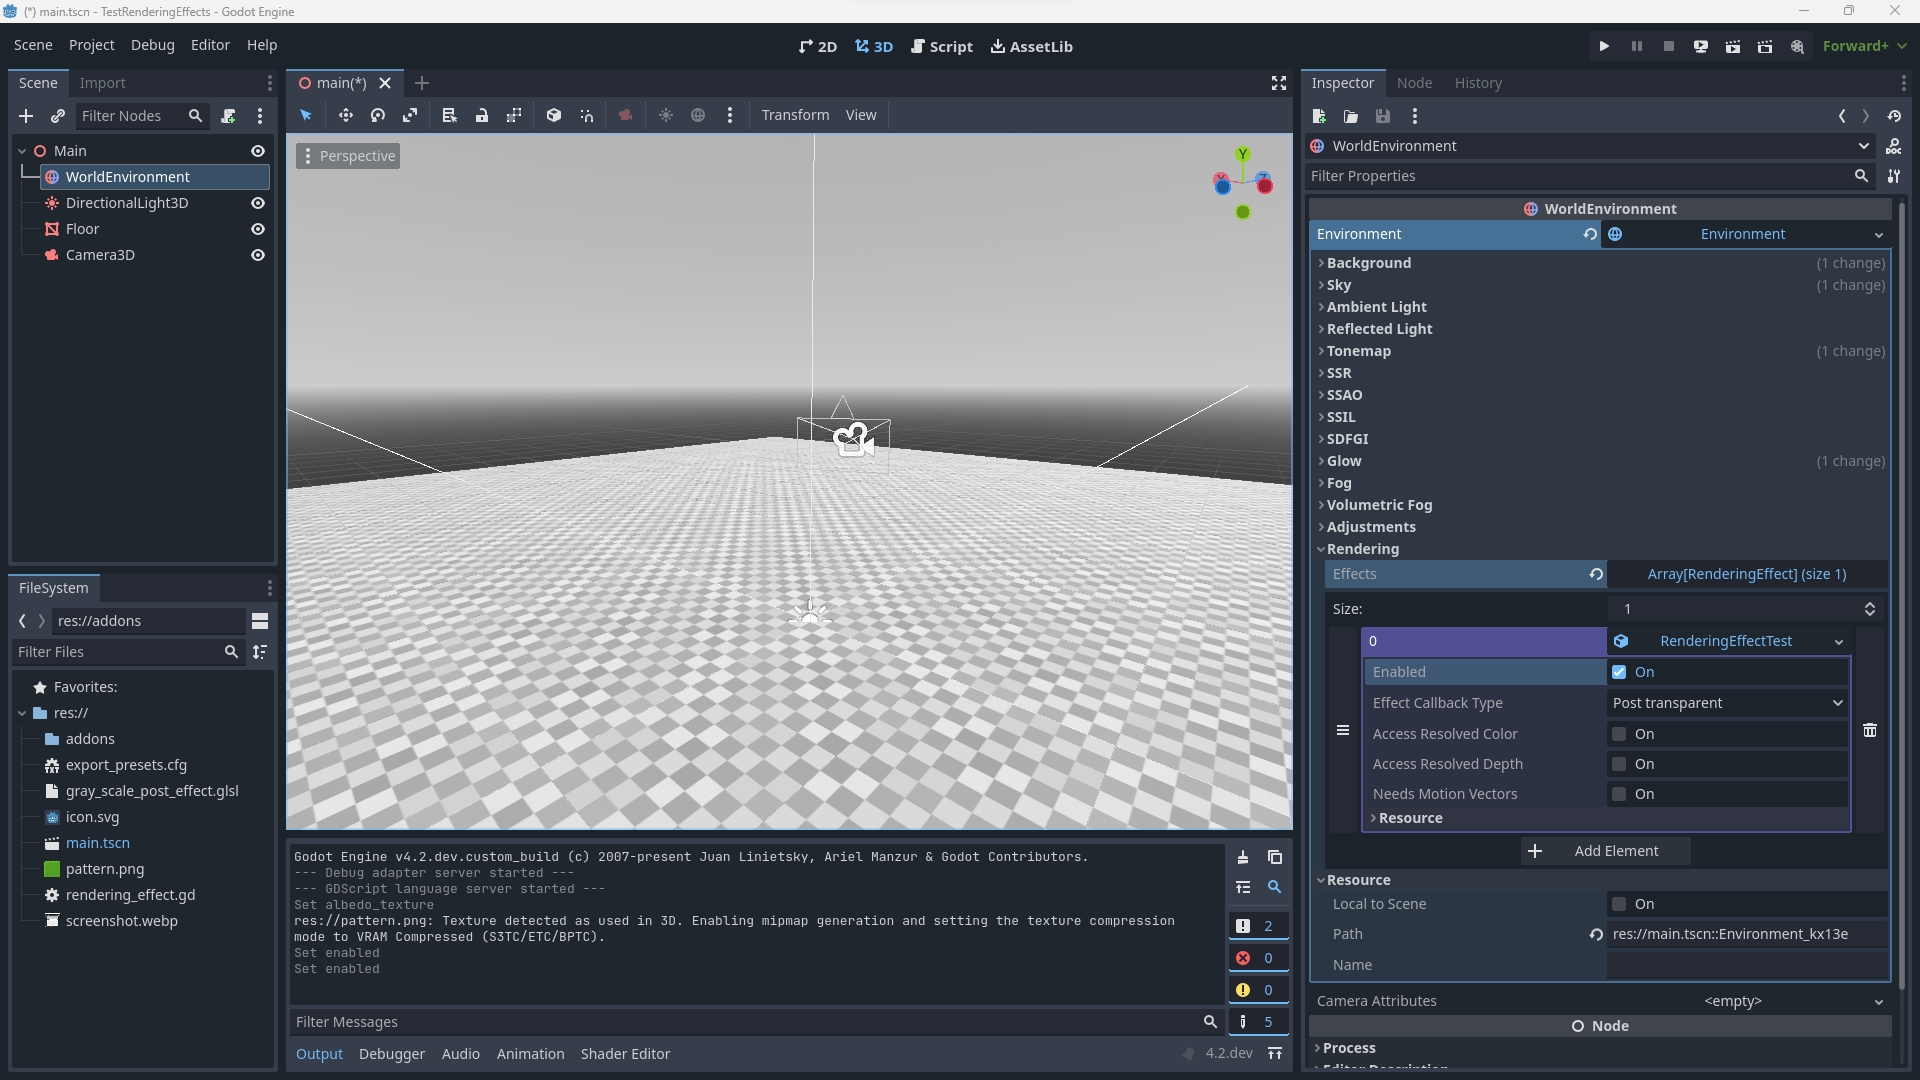 (*) main.tscn - TestRenderingEffects - Godot Engine
Scene Project Debug Editor Help
2D 3D Script AssetLib
Forward+
Scene Import
Filter Nodes
Main
WorldEnvironment
DirectionalLight3D
Floor
Camera3D
FileSystem
res://addons
Filter Files
Favorites:
res://
addons
export_presets.cfg
gray_scale_post_effect.glsl
icon.svg
main.tscn
pattern.png
rendering_effect.gd
screenshot.webp
main(*)
Transform View
Perspective
Y
X
Z
Godot Engine v4.2.dev.custom_build (c) 2007-present Juan Linietsky, Ariel Manzur & Godot Contributors.
--- Debug adapter server started ---
--- GDScript language server started ---
Set albedo_texture
res://pattern.png: Texture detected as used in 3D. Enabling mipmap generation and setting the texture compression
mode to VRAM Compressed (S3TC/ETC/BPTC).
Set enabled
Set enabled
2
0
0
5
Filter Messages
Output Debugger Audio Animation Shader Editor
4.2.dev
Inspector Node History
WorldEnvironment
Filter Properties
WorldEnvironment
Environment Environment
Background (1 change)
Sky (1 change)
Ambient Light
Reflected Light
Tonemap (1 change)
SSR
SSAO
SSIL
SDFGI
Glow (1 change)
Fog
Volumetric Fog
Adjustments
Rendering
Effects Array[RenderingEffect] (size 1)
Size: 1
0 RenderingEffectTest
Enabled On
Effect Callback Type Post transparent
Access Resolved Color On
Access Resolved Depth On
Needs Motion Vectors On
Resource
Add Element
Resource
Local to Scene On
Path res://main.tscn::Environment_kx13e
Name
Camera Attributes <empty>
Node
Process
Editor Description